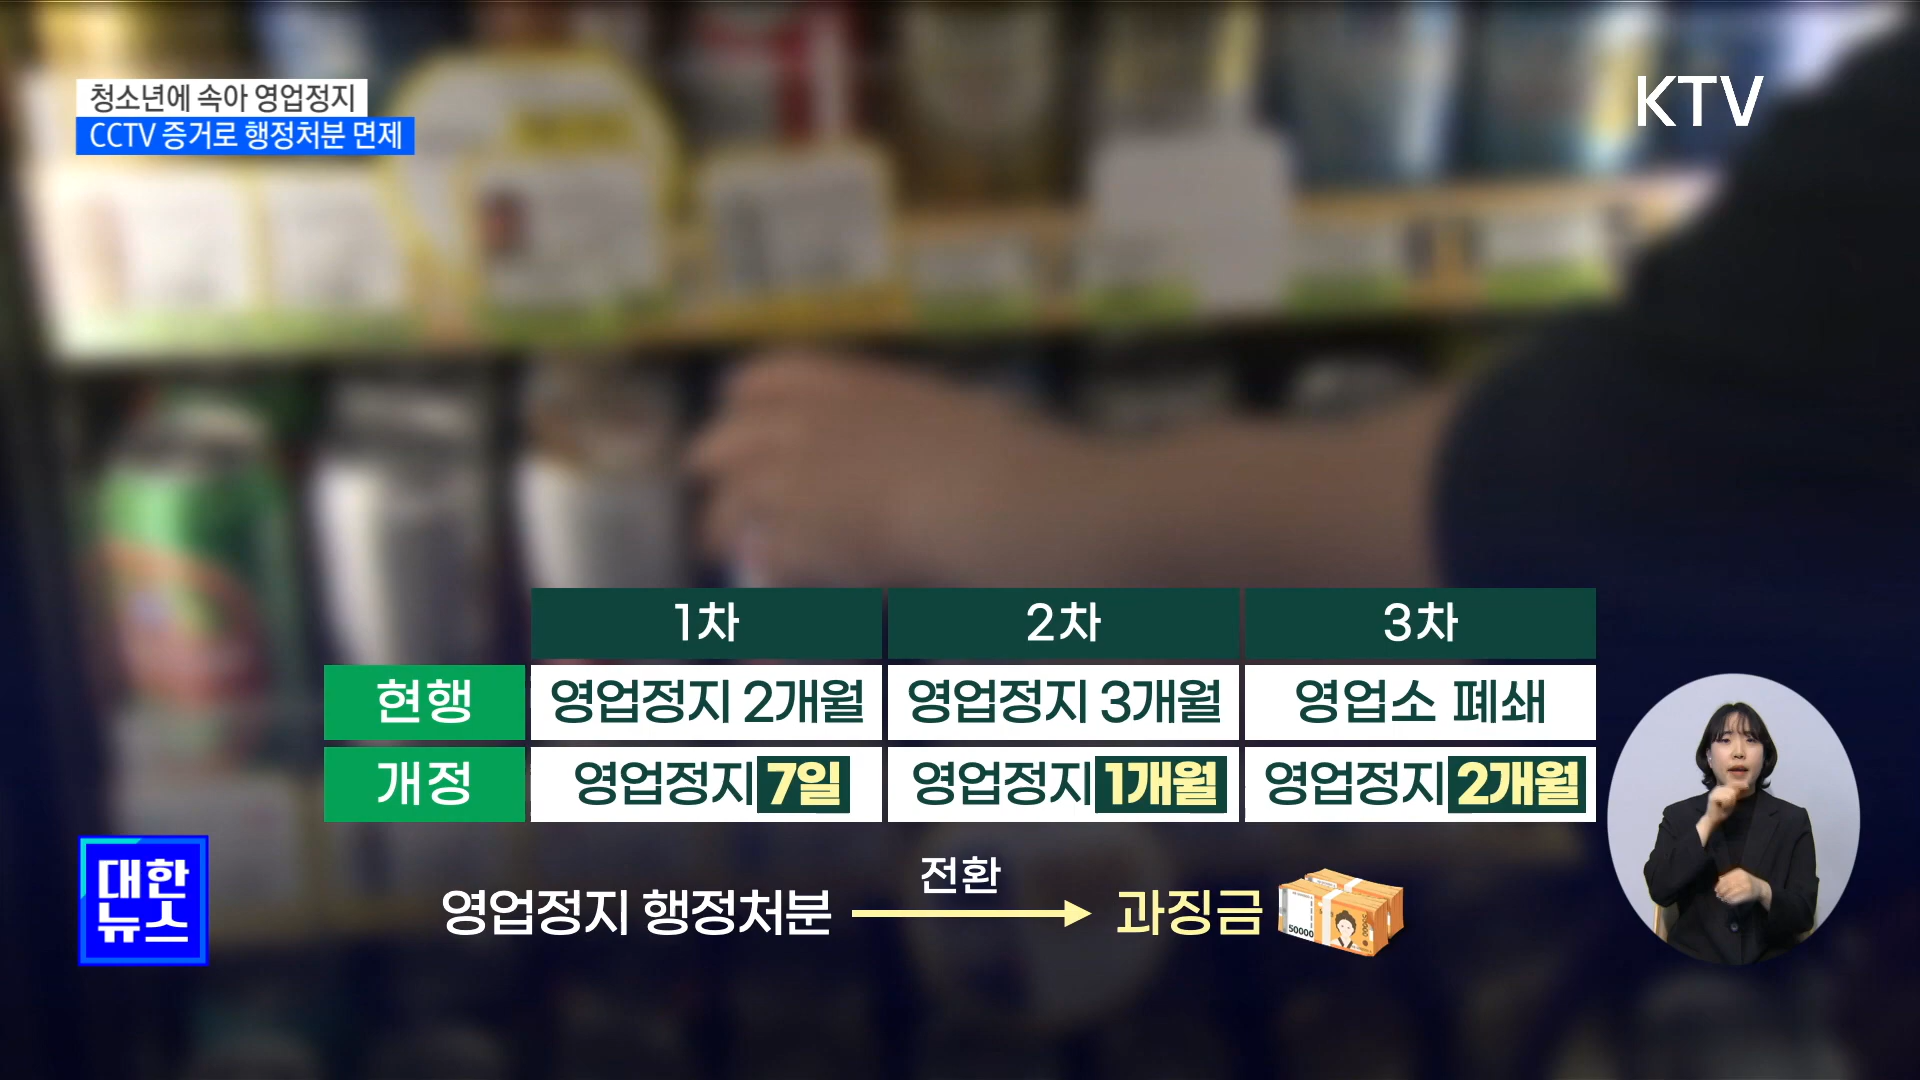 청소년에 속아 영업정지
CCTV 증거로 행정처분 면제
KTV
1차 2차 3차
현행 영업정지 2개월 영업정지 3개월 영업소 폐쇄
개정 영업정지 7일 영업정지 1개월 영업정지 2개월
전환
영업정지 행정처분 과징금
50000
50000
대한
뉴스